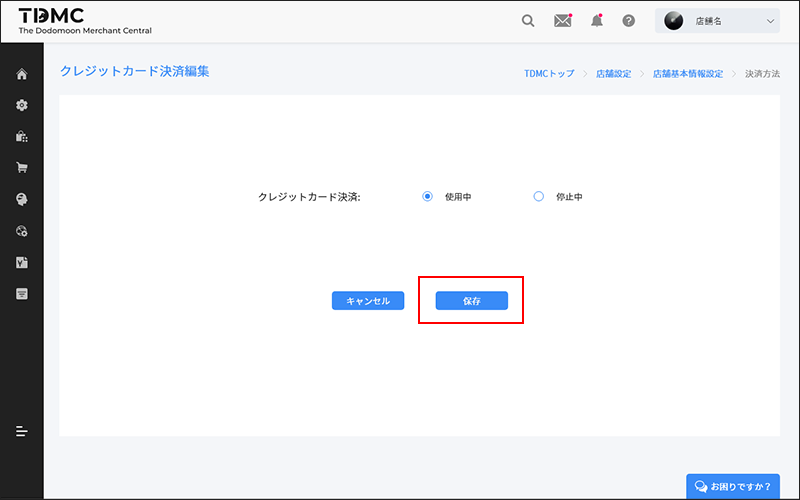 TDMC
The Dodomoon Merchant Central
店舗名
クレジットカード決済編集
TDMCトップ 店舗設定 店舗基本情報設定 決済方法
クレジットカード決済: 使用中 停止中
キャンセル 保存
お困りですか？